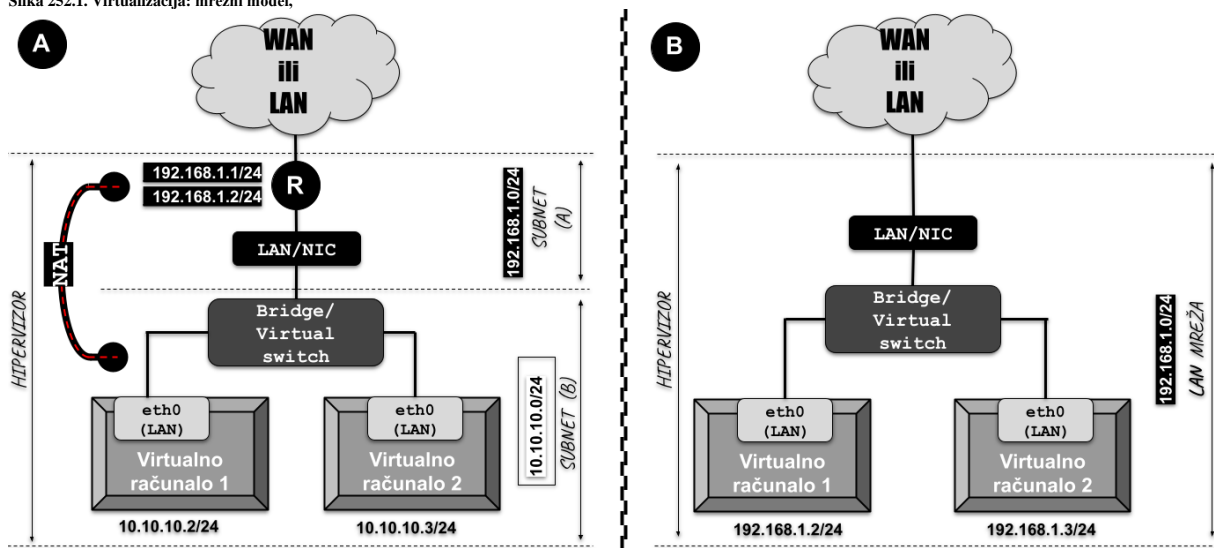 Slika 252.1. Virtualizacija: mrežni model,
A
WAN
ili
LAN
192.168.1.1/24
192.168.1.2/24
R
NAT
LAN/NIC
192.168.1.0/24
SUBNET
(A)
HIPERVIZOR
Bridge/
Virtual
switch
10.10.10.0/24
SUBNET (B)
eth0
(LAN)
Virtualno
računalo 1
10.10.10.2/24
eth0
(LAN)
Virtualno
računalo 2
10.10.10.3/24
B
WAN
ili
LAN
LAN/NIC
HIPERVIZOR
Bridge/
Virtual
switch
192.168.1.0/24
LAN MREŽA
eth0
(LAN)
Virtualno
računalo 1
192.168.1.2/24
eth0
(LAN)
Virtualno
računalo 2
192.168.1.3/24